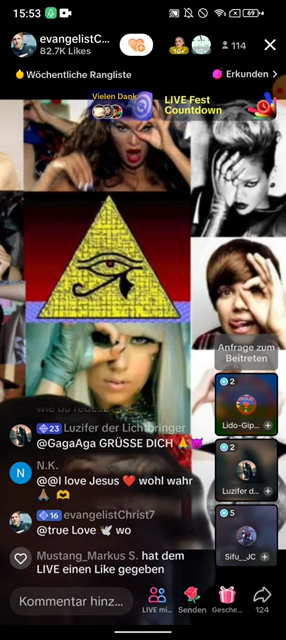 15:53
69
evangelistC...
82.7K Likes
114
Wöchentliche Rangliste
Erkunden >
Vielen Dank
LIVE Fest
Countdown
Anfrage zum
Beitreten
2
Lido-Gip...
2
Luzifer d...
5
Sifu__JC
23 Luzifer der Lichtbringer
@GagaAga GRÜSSE DICH 🙏😈
N
N.K.
@@I love Jesus ❤️ wohl wahr
🙏🏽 🫶
16 evangelistChrist7
@true Love 🕊️ wo
Mustang_Markus S. hat dem
LIVE einen Like gegeben
Kommentar hinz...
LIVE mi...
Senden
Gesche...
124